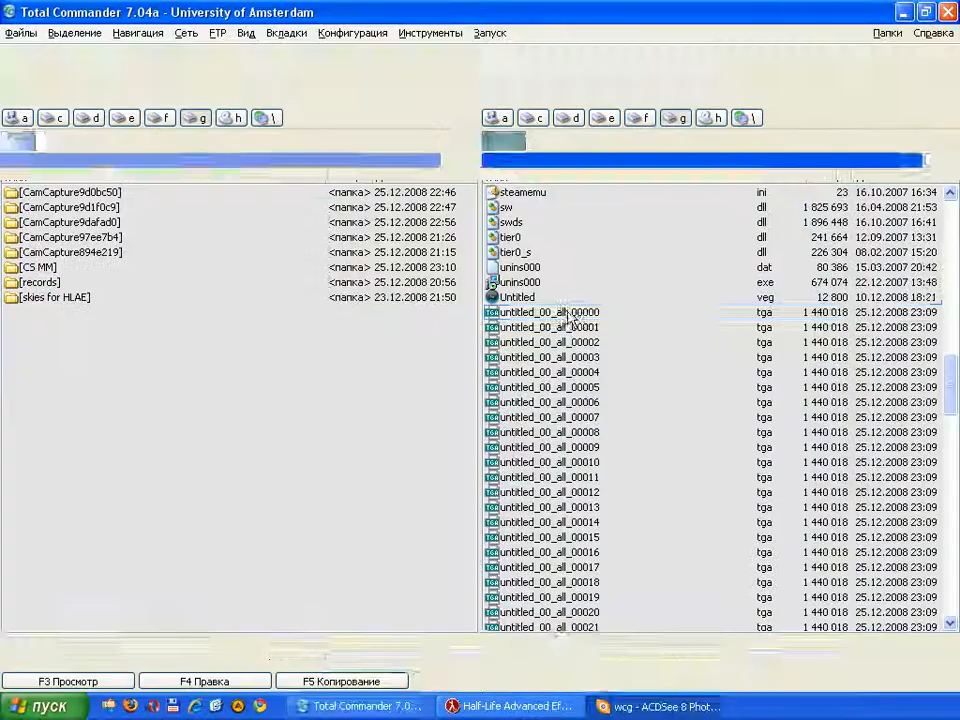 Total Commander 7.04a - University of Amsterdam
Файлы Выделение Навигация Сеть FTP Вид Вкладки Конфигурация Инструменты Запуск Папки Справка
a c d e f g h \ a c d e f g h \
[CamCapture9d0bc50] <папка> 25.12.2008 22:46
[CamCapture9d1f0c9] <папка> 25.12.2008 22:47
[CamCapture9dafad0] <папка> 25.12.2008 22:56
[CamCapture97ee7b4] <папка> 25.12.2008 21:26
[CamCapture894e219] <папка> 25.12.2008 21:15
[CS MM] <папка> 25.12.2008 23:10
[records] <папка> 25.12.2008 20:56
[skies for HLAE] <папка> 23.12.2008 21:50
steamemu ini 23 16.10.2007 16:34
sw dll 1 825 693 16.04.2008 21:53
swds dll 1 896 448 16.10.2007 16:41
tier0 dll 241 664 12.09.2007 13:31
tier0_s dll 226 304 08.02.2007 15:20
unins000 dat 80 386 15.03.2007 20:42
unins000 exe 674 074 22.12.2007 13:48
Untitled veg 12 800 10.12.2008 18:21
untitled_00_all_00000 tga 1 440 018 25.12.2008 23:09
untitled_00_all_00001 tga 1 440 018 25.12.2008 23:09
untitled_00_all_00002 tga 1 440 018 25.12.2008 23:09
untitled_00_all_00003 tga 1 440 018 25.12.2008 23:09
untitled_00_all_00004 tga 1 440 018 25.12.2008 23:09
untitled_00_all_00005 tga 1 440 018 25.12.2008 23:09
untitled_00_all_00006 tga 1 440 018 25.12.2008 23:09
untitled_00_all_00007 tga 1 440 018 25.12.2008 23:09
untitled_00_all_00008 tga 1 440 018 25.12.2008 23:09
untitled_00_all_00009 tga 1 440 018 25.12.2008 23:09
untitled_00_all_00010 tga 1 440 018 25.12.2008 23:09
untitled_00_all_00011 tga 1 440 018 25.12.2008 23:09
untitled_00_all_00012 tga 1 440 018 25.12.2008 23:09
untitled_00_all_00013 tga 1 440 018 25.12.2008 23:09
untitled_00_all_00014 tga 1 440 018 25.12.2008 23:09
untitled_00_all_00015 tga 1 440 018 25.12.2008 23:09
untitled_00_all_00016 tga 1 440 018 25.12.2008 23:09
untitled_00_all_00017 tga 1 440 018 25.12.2008 23:09
untitled_00_all_00018 tga 1 440 018 25.12.2008 23:09
untitled_00_all_00019 tga 1 440 018 25.12.2008 23:09
untitled_00_all_00020 tga 1 440 018 25.12.2008 23:09
untitled_00_all_00021 tga 1 440 018 25.12.2008 23:09
F3 Просмотр F4 Правка F5 Копирование
пуск Total Commander 7.0... Half-Life Advanced Ef... wcg - ACDSee 8 Phot...